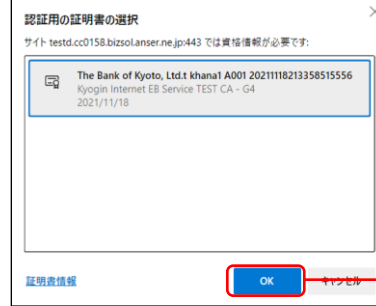 認証用の証明書の選択
サイト testd.cc0158.bizsol.anser.ne.jp:443 では資格情報が必要です:
The Bank of Kyoto, Ltd.t khana1 A001 20211118213358515556
Kyogin Internet EB Service TEST CA - G4
2021/11/18
証明書情報
OK
キャンセル